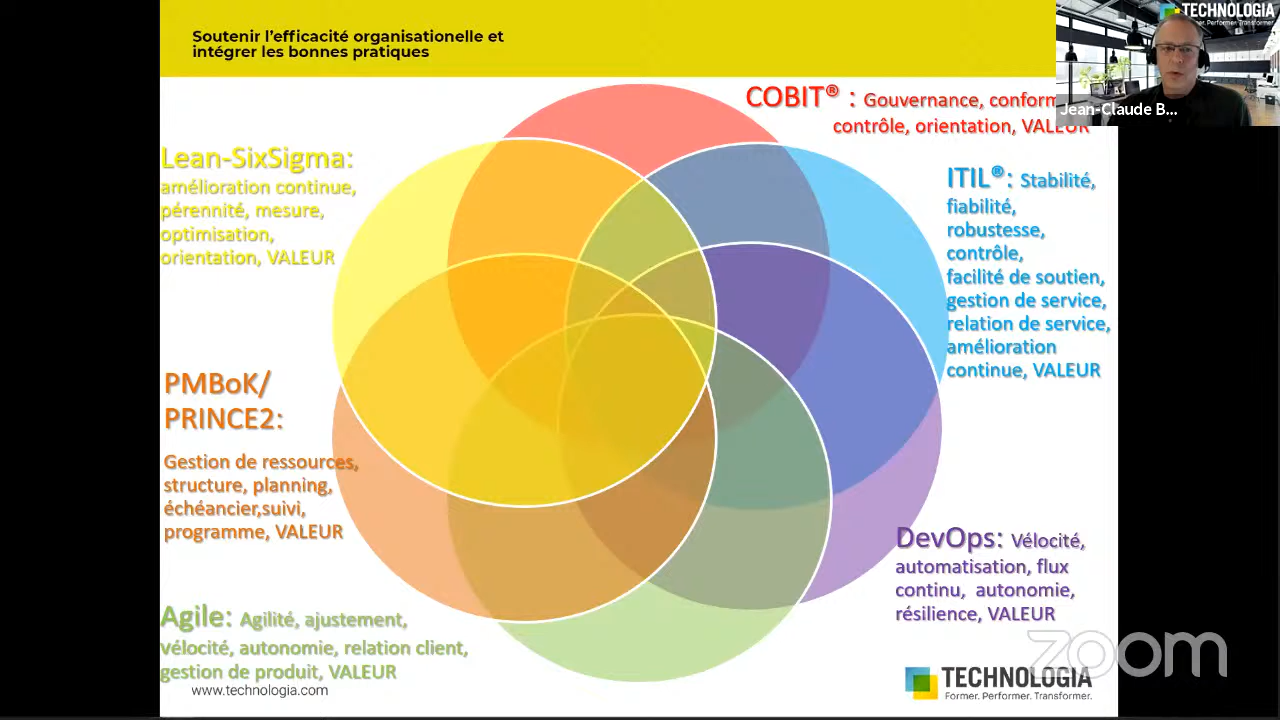 Soutenir l'efficacité organisationelle et
intégrer les bonnes pratiques
TECHNOLOGIA
Former. Performer. Transformer
Jean-Claude B...
COBIT® : Gouvernance,
contrôle, orientation, VALEUR
Lean-SixSigma:
amélioration continue,
pérennité, mesure,
optimisation,
orientation, VALEUR
ITIL®: Stabilité,
fiabilité,
robustesse,
contrôle,
facilité de soutien,
gestion de service,
relation de service,
amélioration
continue, VALEUR
PMBoK/
PRINCE2:
Gestion de ressources,
structure, planning,
échéancier,suivi,
programme, VALEUR
DevOps: Vélocité,
automatisation, flux
continu, autonomie,
résilience, VALEUR
Agile: Agilité, ajustement,
vélocité, autonomie, relation client,
gestion de produit, VALEUR
www.technologia.com
zoom
TECHNOLOGIA
Former. Performer. Transformer.